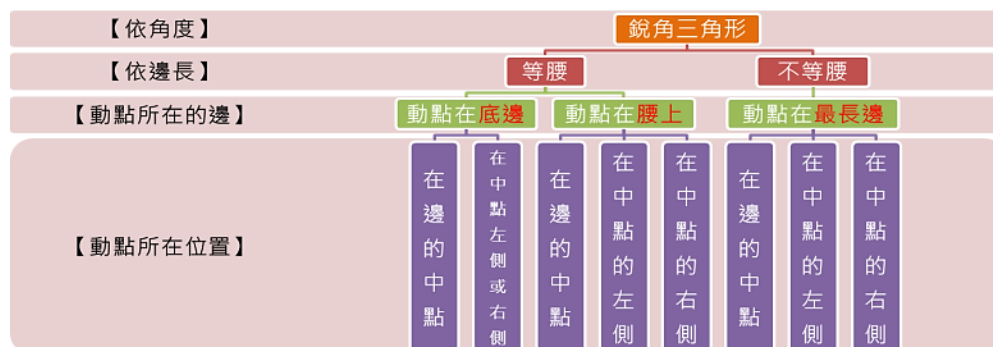 【依角度】
銳角三角形
【依邊長】
等腰
不等腰
【動點所在的邊】
動點在底邊
動點在腰上
動點在最長邊
【動點所在位置】
在邊的中點
在中點左側或右側
在邊的中點
在中點的左側
在中點的右側
在邊的中點
在中點的左側
在中點的右側